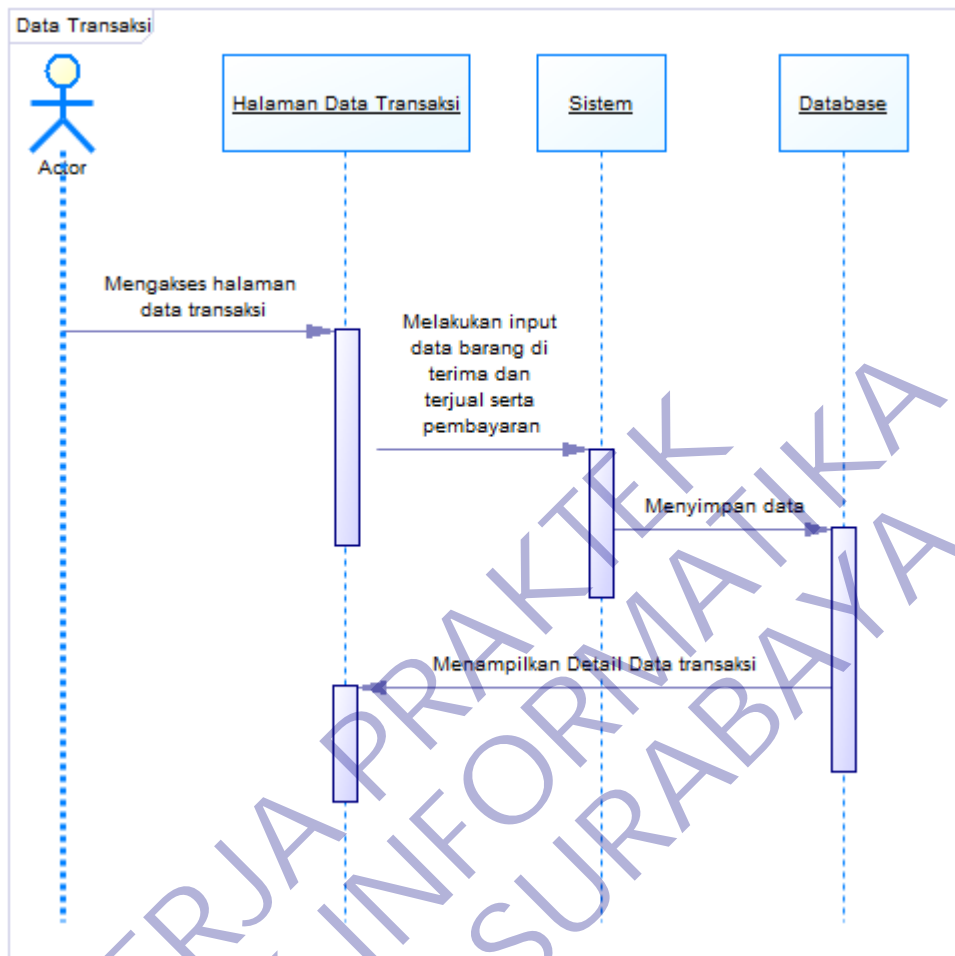 Data Transaksi
Halaman Data Transaksi
Sistem
Database
Actor
Mengakses halaman
data transaksi
Melakukan input
data barang di
terima dan
terjual serta
pembayaran
Menyimpan data
Menampilkan Detail Data transaksi
PRAKTEK
INFORMATIKA
SURABAYA